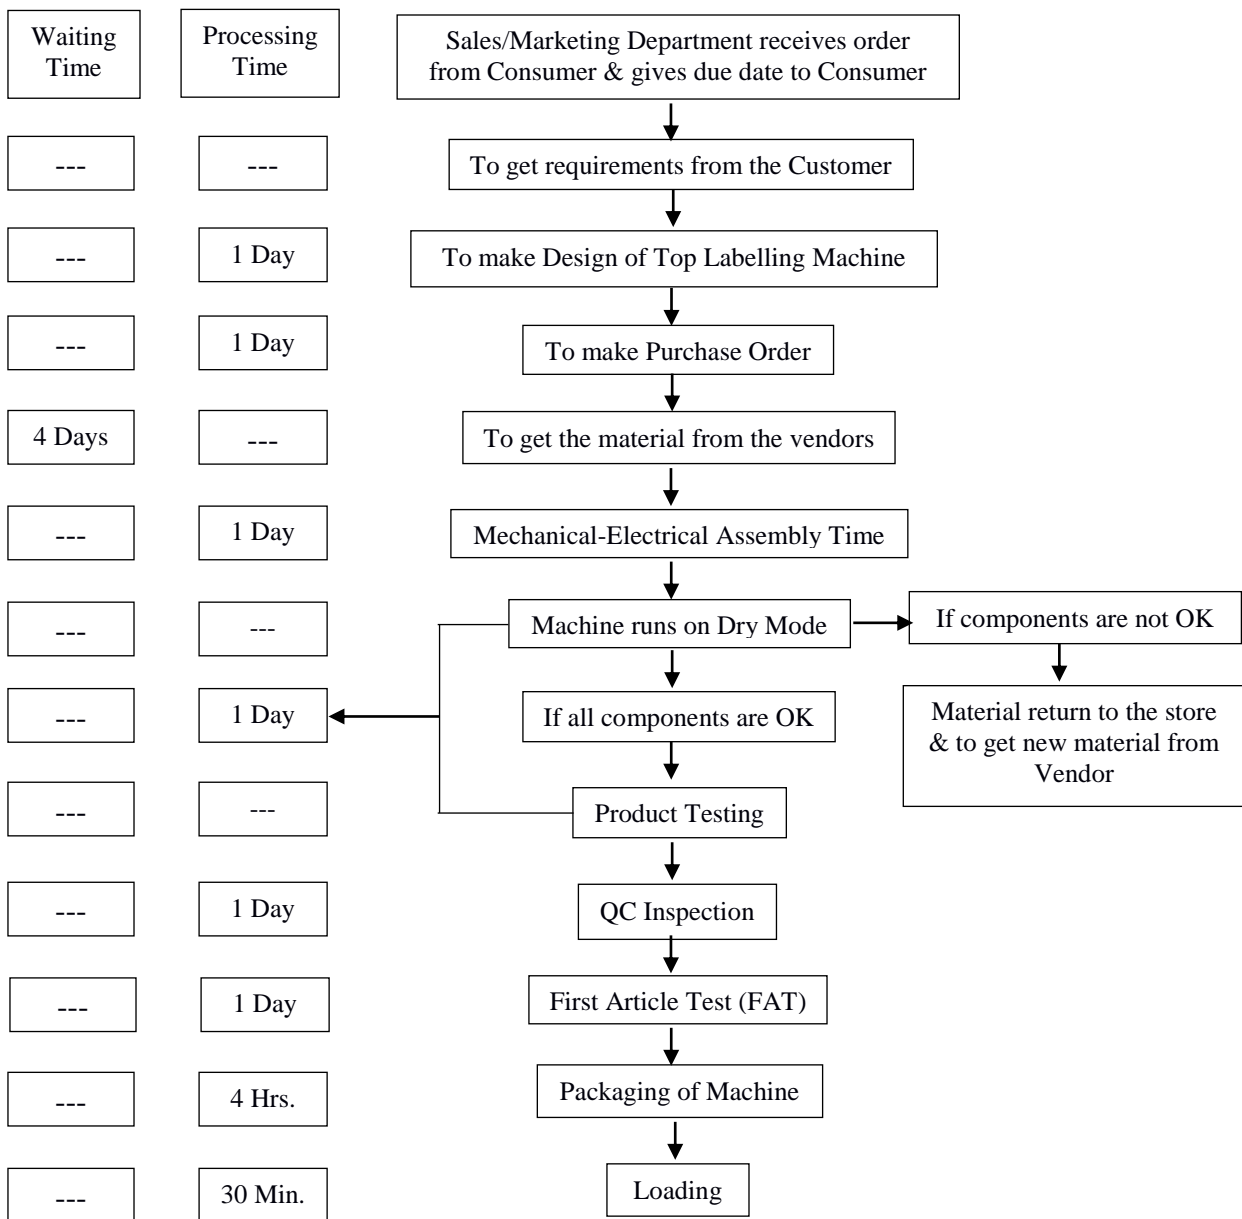 Waiting
Time
Processing
Time
Sales/Marketing Department receives order
from Consumer & gives due date to Consumer
---
---
To get requirements from the Customer
---
1 Day
To make Design of Top Labelling Machine
---
1 Day
To make Purchase Order
4 Days
---
To get the material from the vendors
---
1 Day
Mechanical-Electrical Assembly Time
---
---
Machine runs on Dry Mode
If components are not OK
---
1 Day
If all components are OK
Material return to the store
& to get new material from
Vendor
---
---
Product Testing
---
1 Day
QC Inspection
---
1 Day
First Article Test (FAT)
---
4 Hrs.
Packaging of Machine
---
30 Min.
Loading